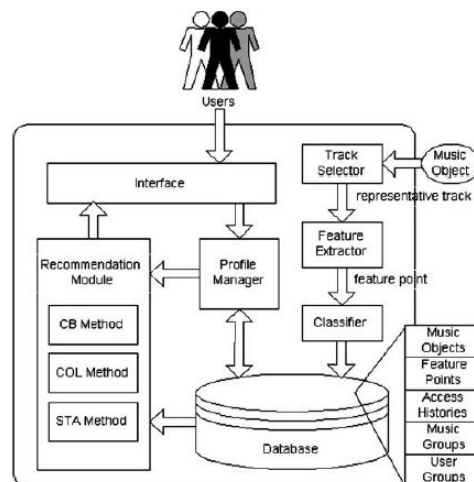 Users
Interface
Track
Selector
Music
Object
representative track
Recommendation
Module
Profile
Manager
Feature
Extractor
feature point
CB Method
COL Method
STA Method
Classifier
Database
Music
Objects
Feature
Points
Access
Histories
Music
Groups
User
Groups